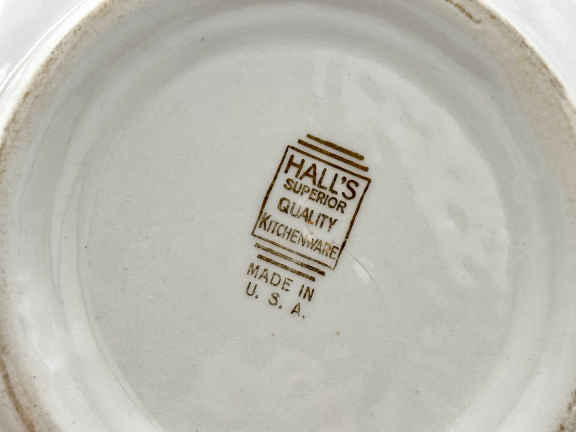 HALL'S
SUPERIOR
QUALITY
KITCHENWARE
MADE IN
U. S. A.